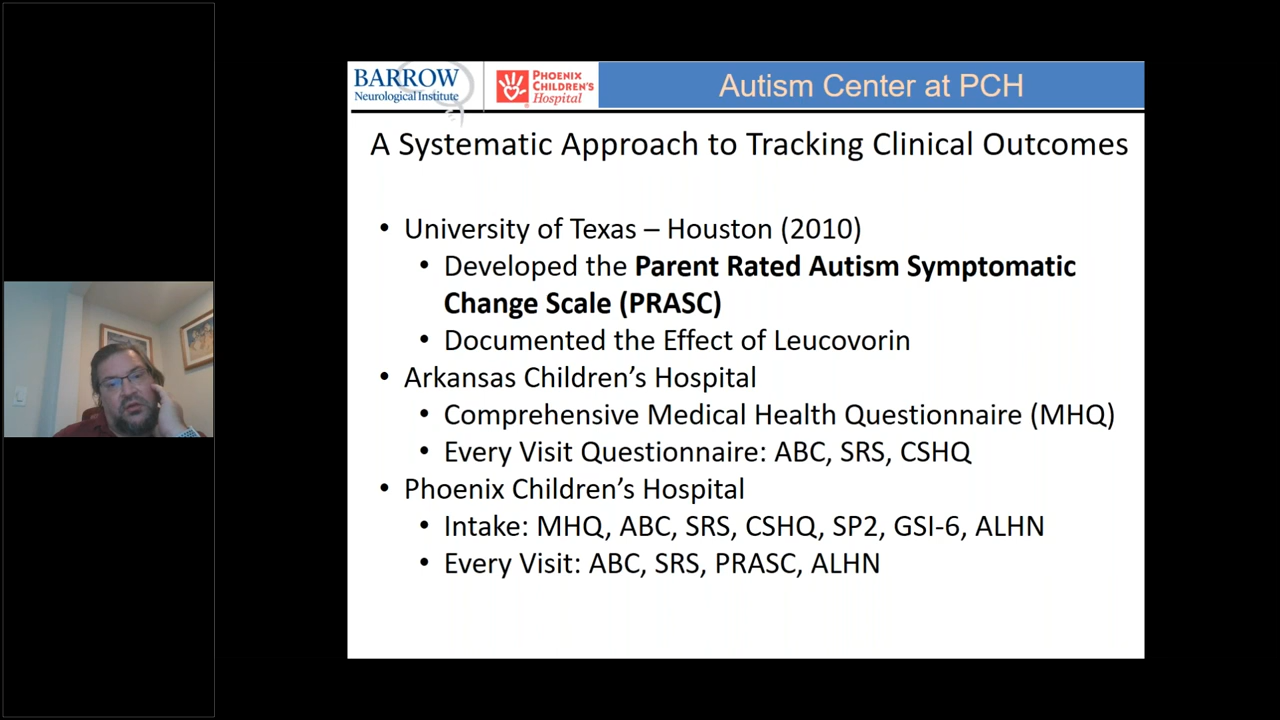 BARROW
Neurological Institute
PHOENIX
CHILDREN'S
Hospital
Autism Center at PCH
A Systematic Approach to Tracking Clinical Outcomes
• University of Texas – Houston (2010)
• Developed the Parent Rated Autism Symptomatic
Change Scale (PRASC)
• Documented the Effect of Leucovorin
• Arkansas Children’s Hospital
• Comprehensive Medical Health Questionnaire (MHQ)
• Every Visit Questionnaire: ABC, SRS, CSHQ
• Phoenix Children’s Hospital
• Intake: MHQ, ABC, SRS, CSHQ, SP2, GSI-6, ALHN
• Every Visit: ABC, SRS, PRASC, ALHN